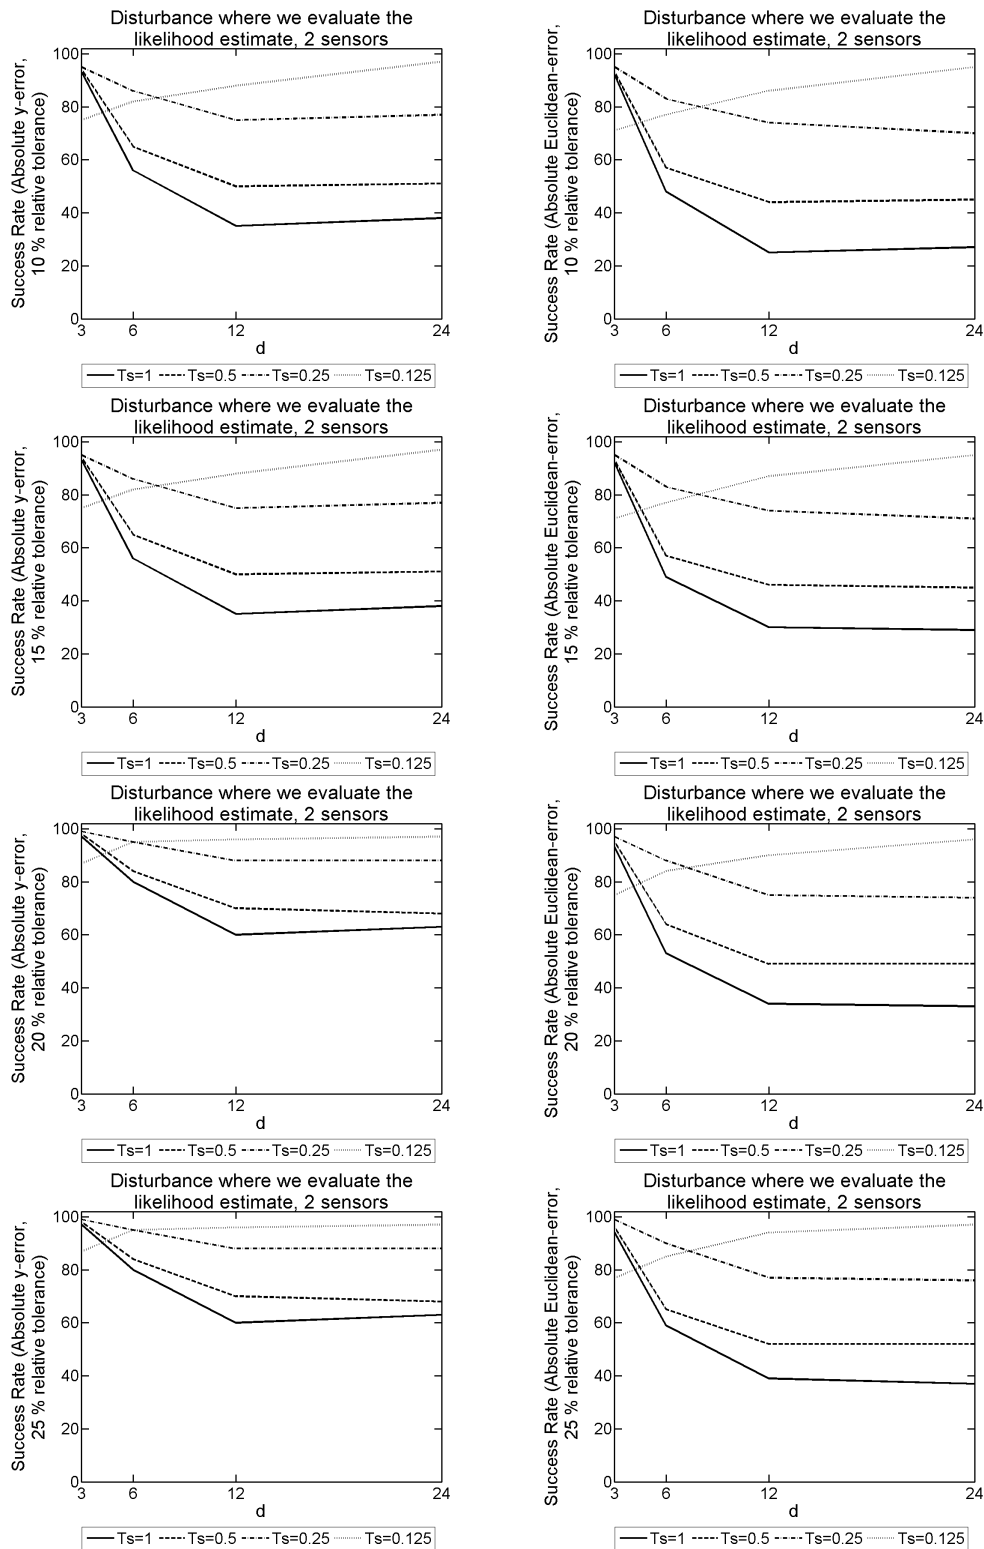 Disturbance where we evaluate the
likelihood estimate, 2 sensors
Success Rate (Absolute y-error,
10 % relative tolerance)
100
80
60
40
20
0
3 6 12 24
d
Ts=1 Ts=0.5 Ts=0.25 Ts=0.125
Disturbance where we evaluate the
likelihood estimate, 2 sensors
Success Rate (Absolute Euclidean-error,
10 % relative tolerance)
100
80
60
40
20
0
3 6 12 24
d
Ts=1 Ts=0.5 Ts=0.25 Ts=0.125
Disturbance where we evaluate the
likelihood estimate, 2 sensors
Success Rate (Absolute y-error,
15 % relative tolerance)
100
80
60
40
20
0
3 6 12 24
d
Ts=1 Ts=0.5 Ts=0.25 Ts=0.125
Disturbance where we evaluate the
likelihood estimate, 2 sensors
Success Rate (Absolute Euclidean-error,
15 % relative tolerance)
100
80
60
40
20
0
3 6 12 24
d
Ts=1 Ts=0.5 Ts=0.25 Ts=0.125
Disturbance where we evaluate the
likelihood estimate, 2 sensors
Success Rate (Absolute y-error,
20 % relative tolerance)
100
80
60
40
20
0
3 6 12 24
d
Ts=1 Ts=0.5 Ts=0.25 Ts=0.125
Disturbance where we evaluate the
likelihood estimate, 2 sensors
Success Rate (Absolute Euclidean-error,
20 % relative tolerance)
100
80
60
40
20
0
3 6 12 24
d
Ts=1 Ts=0.5 Ts=0.25 Ts=0.125
Disturbance where we evaluate the
likelihood estimate, 2 sensors
Success Rate (Absolute y-error,
25 % relative tolerance)
100
80
60
40
20
0
3 6 12 24
d
Ts=1 Ts=0.5 Ts=0.25 Ts=0.125
Disturbance where we evaluate the
likelihood estimate, 2 sensors
Success Rate (Absolute Euclidean-error,
25 % relative tolerance)
100
80
60
40
20
0
3 6 12 24
d
Ts=1 Ts=0.5 Ts=0.25 Ts=0.125